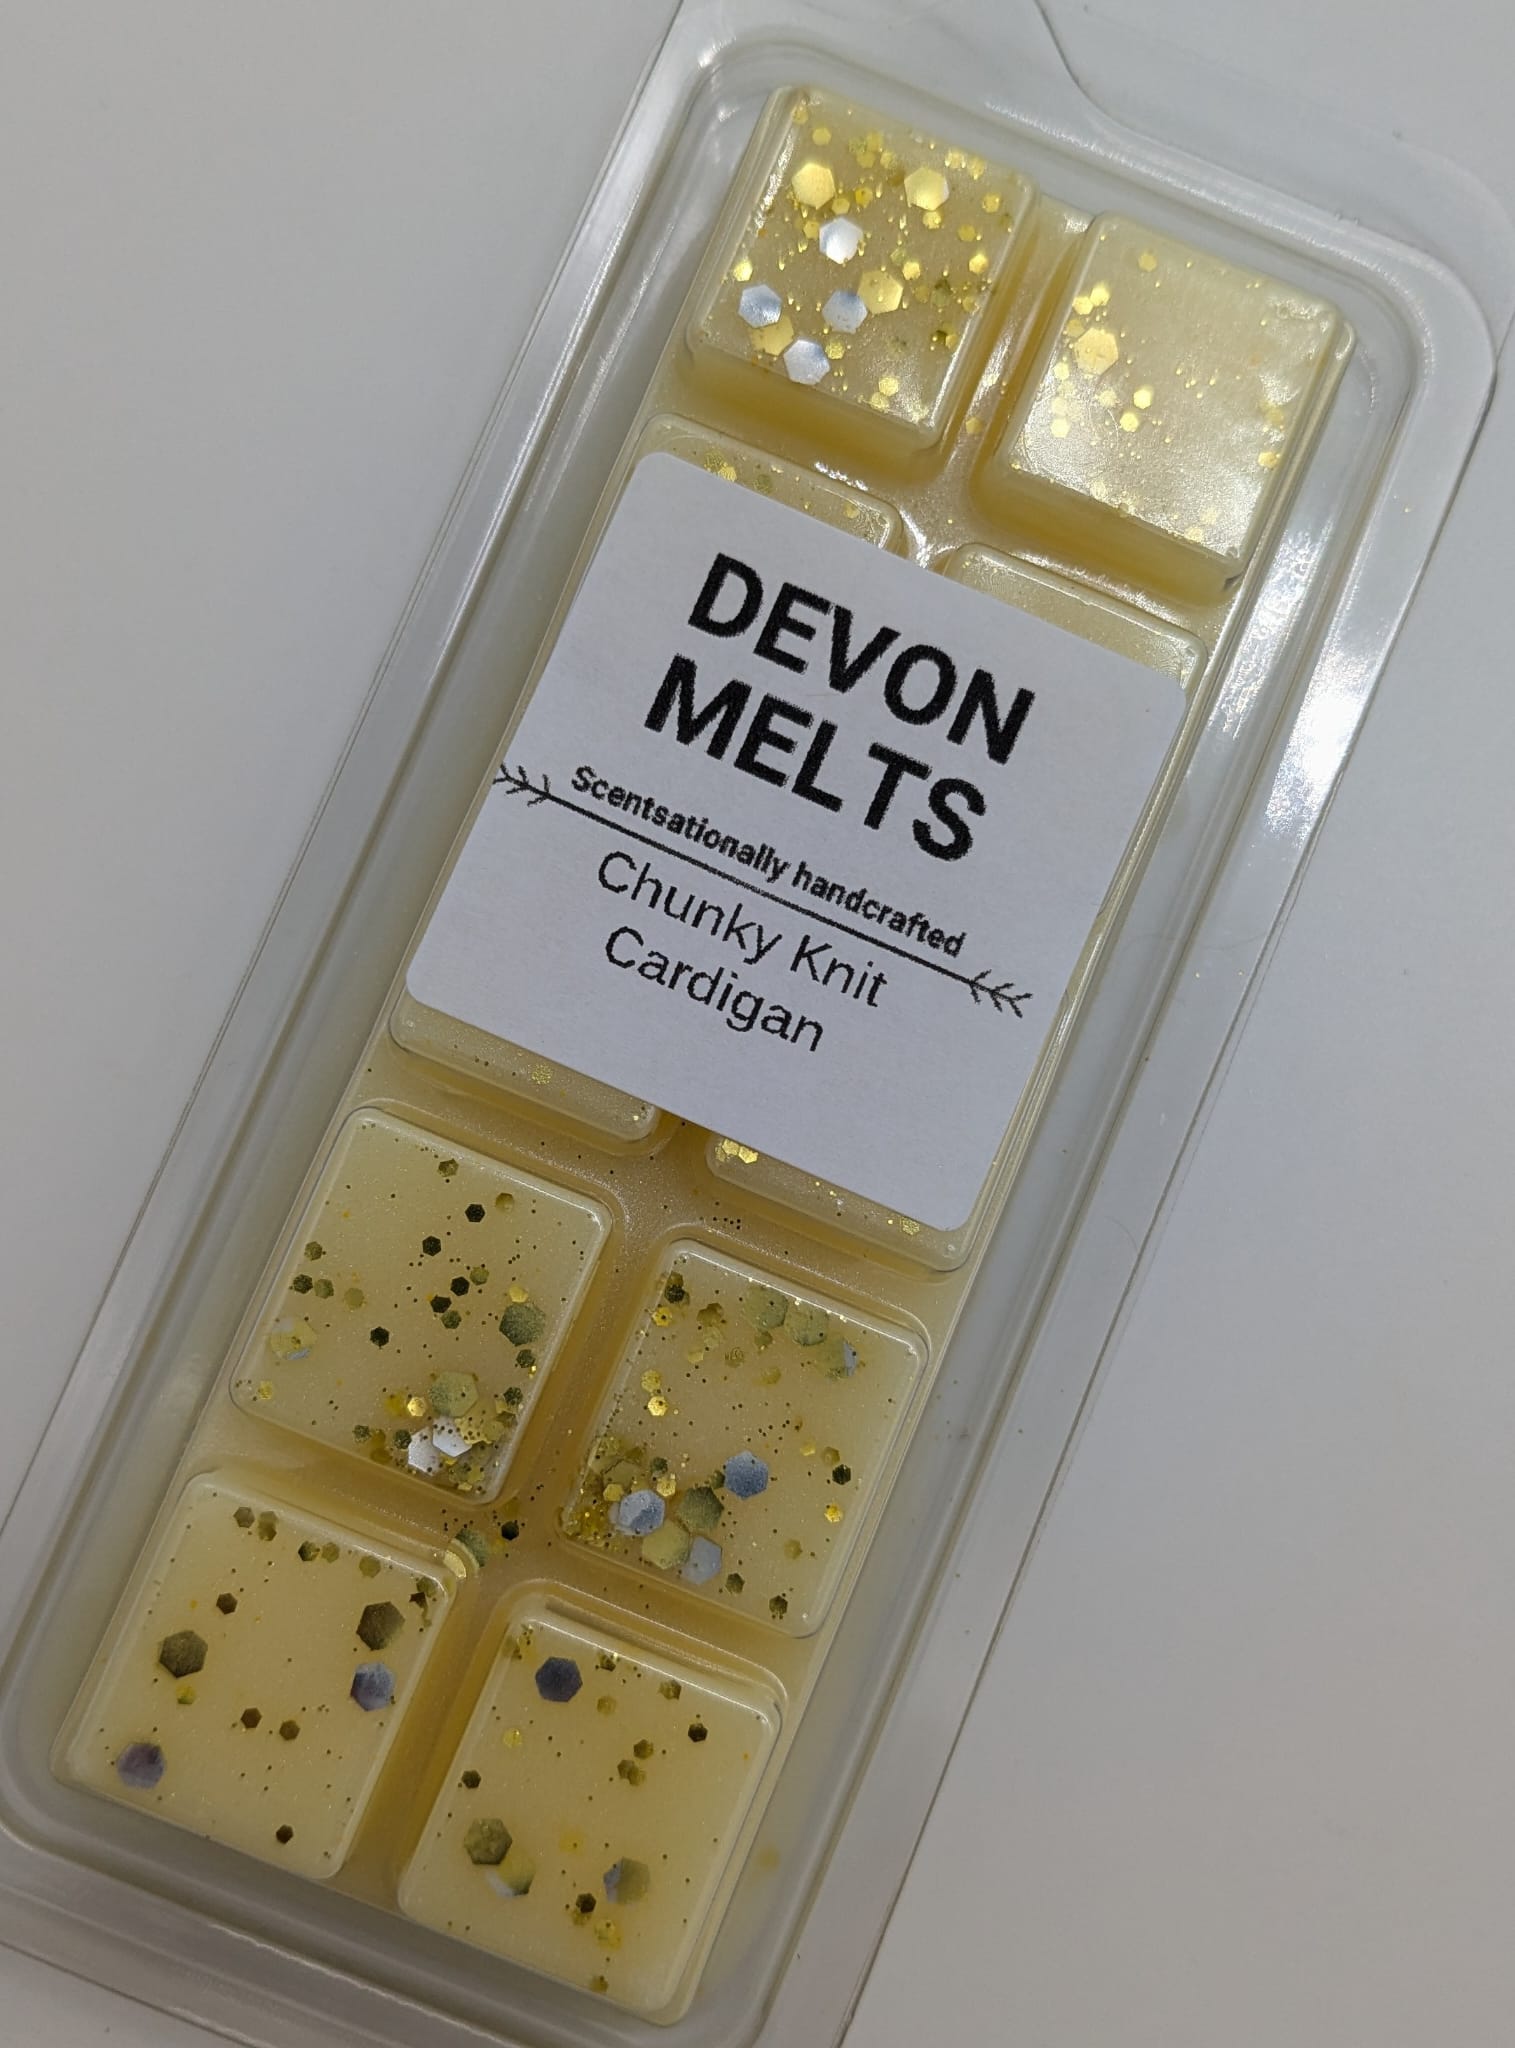 DEVON
MELTS
Scentsationally handcrafted
Chunky Knit
Cardigan